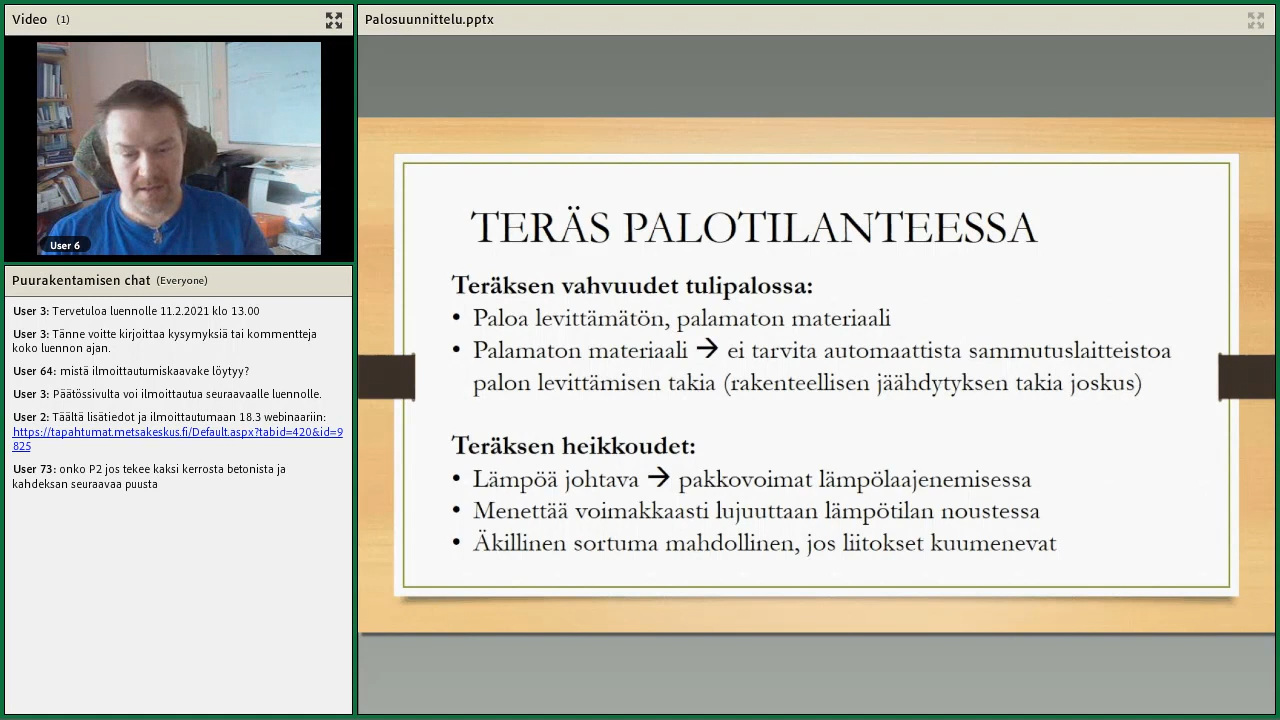 Video (1)
User 6
Puurakentamisen chat (Everyone)
User 3: Tervetuloa luennolle 11.2.2021 klo 13.00
User 3: Tänne voitte kirjoittaa kysymyksiä tai kommentteja
koko luennon ajan.
User 64: mistä ilmoittautumiskaavake löytyy?
User 3: Päätössivulta voi ilmoittautua seuraavaalle luennolle.
User 2: Täältä lisätiedot ja ilmoittautumaan 18.3 webinaariin:
https://tapahtumat.metsakeskus.fi/Default.aspx?tabid=420&id=9
825
User 73: onko P2 jos tekee kaksi kerrosta betonista ja
kahdeksan seuraavaa puusta
Palosuunnittelu.pptx
TERÄS PALOTILANTEESSA
Teräksen vahvuudet tulipalossa:
• Paloa levittämätön, palamaton materiaali
• Palamaton materiaali → ei tarvita automaattista sammutuslaitteistoa
palon levittämisen takia (rakenteellisen jäähdytyksen takia joskus)
Teräksen heikkoudet:
• Lämpöä johtava → pakkovoimat lämpölaajenemisessa
• Menettää voimakkaasti lujuuttaan lämpötilan noustessa
• Äkillinen sortuma mahdollinen, jos liitokset kuumenevat